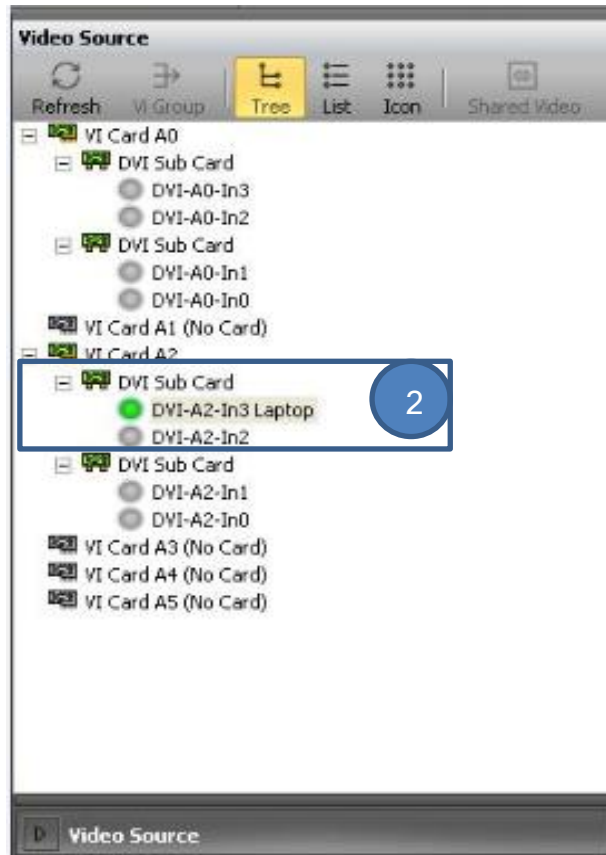 Video Source
Refresh VI Group Tree List Icon Shared Video
VI Card A0
DVI Sub Card
DVI-A0-In3
DVI-A0-In2
DVI Sub Card
DVI-A0-In1
DVI-A0-In0
VI Card A1 (No Card)
VI Card A2
DVI Sub Card
DVI-A2-In3 Laptop
2
DVI-A2-In2
DVI Sub Card
DVI-A2-In1
DVI-A2-In0
VI Card A3 (No Card)
VI Card A4 (No Card)
VI Card A5 (No Card)
D Video Source